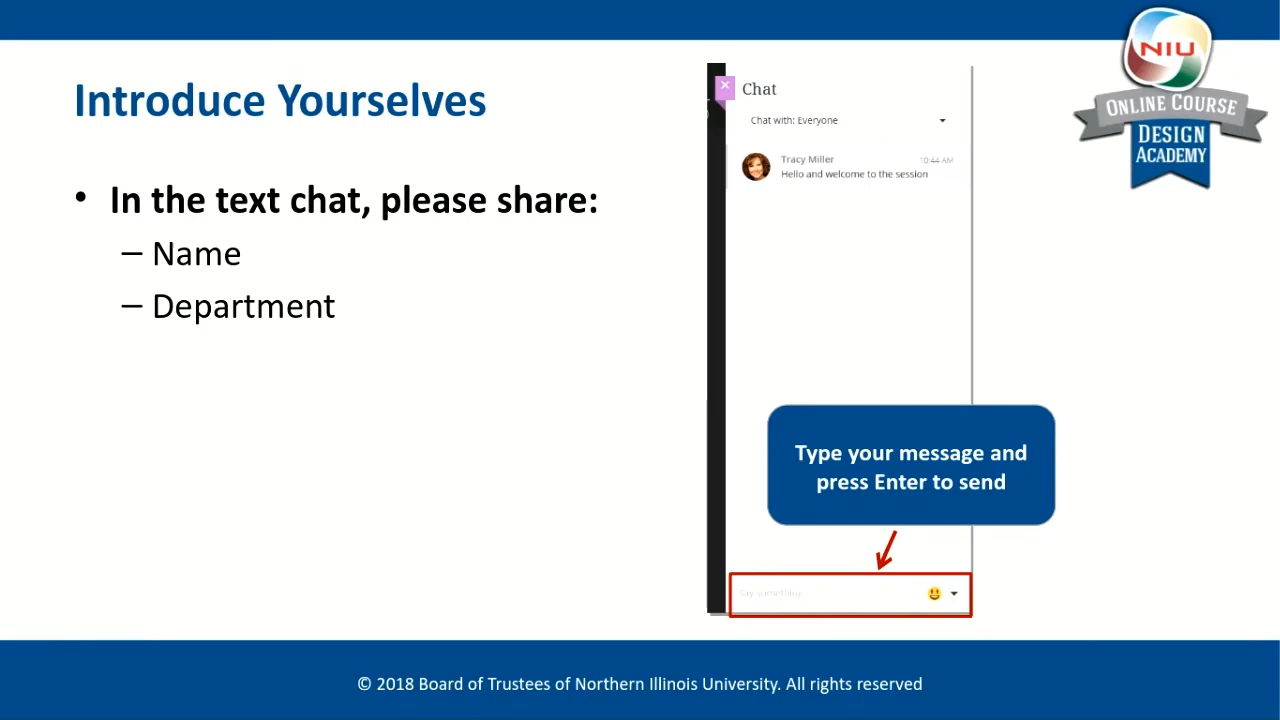 Introduce Yourselves
• In the text chat, please share:
– Name
– Department
Chat
Chat with: Everyone
Tracy Miller 10:44 AM
Hello and welcome to the session
Type your message and
press Enter to send
Say something
NIU
ONLINE COURSE
DESIGN
ACADEMY
© 2018 Board of Trustees of Northern Illinois University. All rights reserved